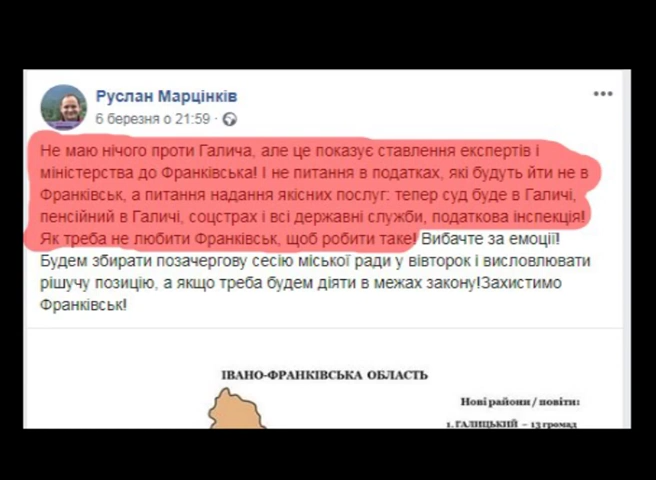 Руслан Марцінків
6 березня о 21:59 ·
Не маю нічого проти Галича, але це показує ставлення експертів і
міністерства до Франківська! І не питання в податках, які будуть йти не в
Франківськ, а питання надання якісних послуг: тепер суд буде в Галичі,
пенсійний в Галичі, соцстрах і всі державні служби, податкова інспекція!
Як треба не любити Франківськ, щоб робити таке! Вибачте за емоції!
Будем збирати позачергову сесію міської ради у вівторок і висловлювати
рішучу позицію, а якщо треба будем діяти в межах закону!Захистимо
Франківськ!
ІВАНО-ФРАНКІВСЬКА ОБЛАСТЬ
Нові райони / повіти:
1. ГАЛИЦЬКИЙ – 13 громад